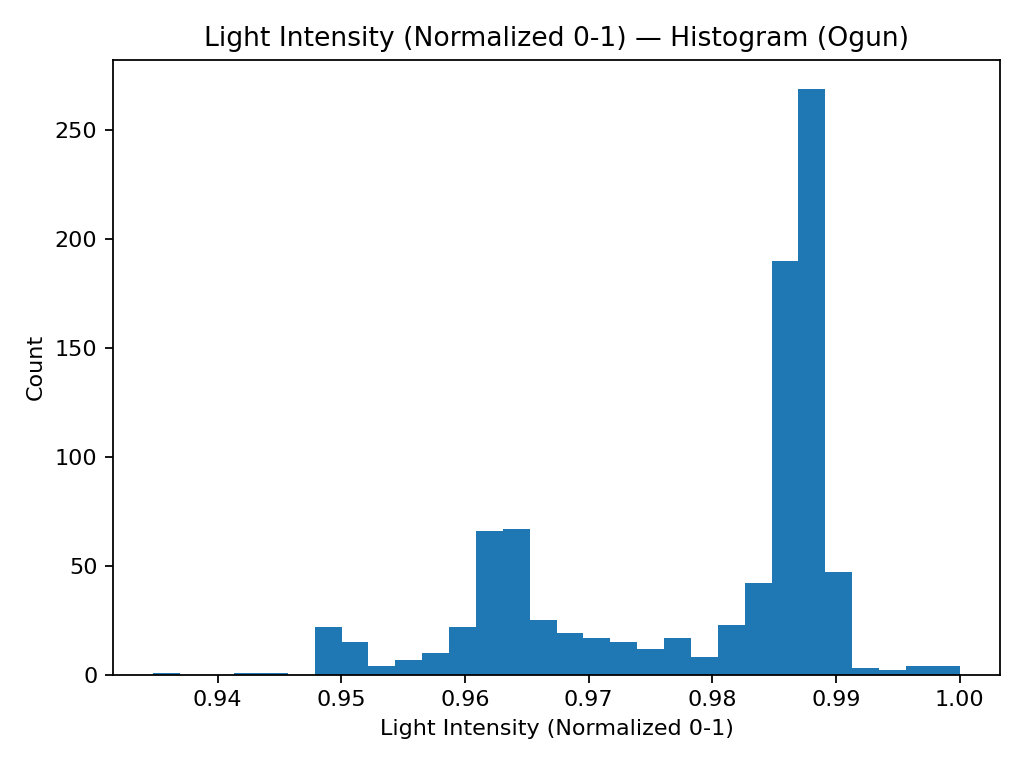 Light Intensity (Normalized 0-1) — Histogram (Ogun)
250
200
150
100
50
0
Count
0.94 0.95 0.96 0.97 0.98 0.99 1.00
Light Intensity (Normalized 0-1)